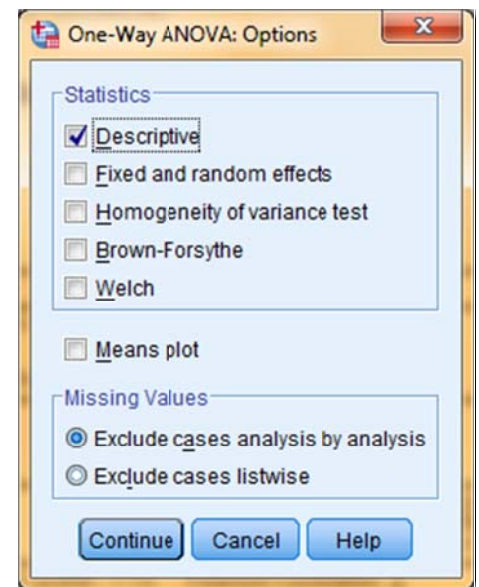 One-Way ANOVA: Options
Statistics
Descriptive
Fixed and random effects
Homogeneity of variance test
Brown-Forsythe
Welch
Means plot
Missing Values
Exclude cases analysis by analysis
Exclude cases listwise
Continue Cancel Help